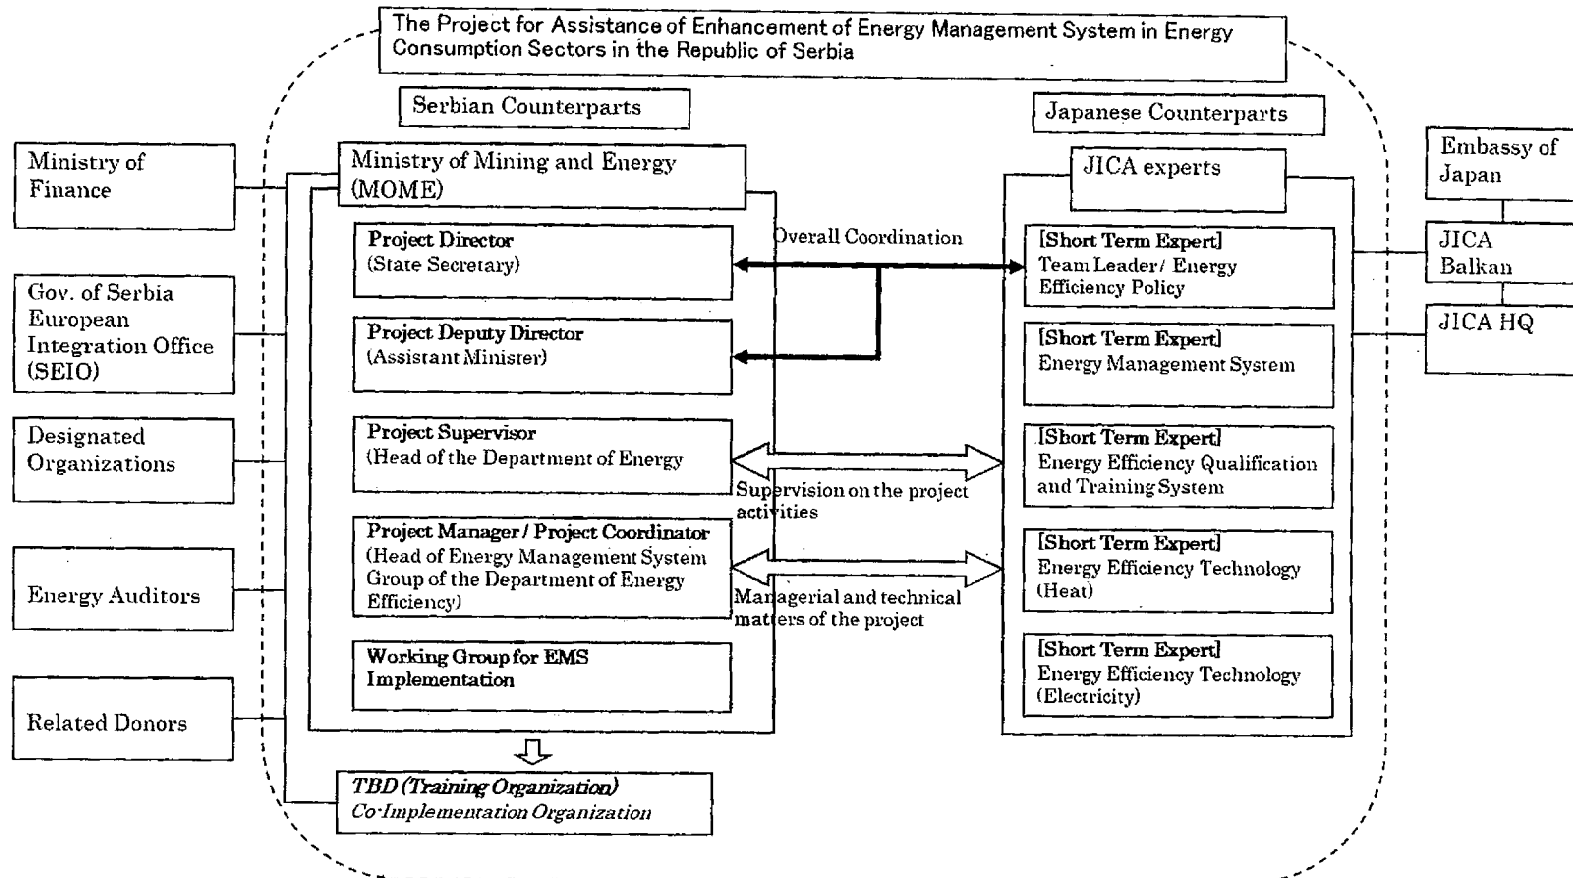 The Project for Assistance of Enhancement of Energy Management System in Energy
Consumption Sectors in the Republic of Serbia
Serbian Counterparts
Japanese Counterparts
Ministry of
Finance
Gov. of Serbia
European
Integration Office
(SEIO)
Designated
Organizations
Energy Auditors
Related Donors
Ministry of Mining and Energy
(MOME)
Project Director
(State Secretary)
Project Deputy Director
(Assistant Minister)
Project Supervisor
(Head of the Department of Energy
Project Manager / Project Coordinator
(Head of Energy Management System
Group of the Department of Energy
Efficiency)
Working Group for EMS
Implementation
TBD (Training Organization)
Co-Implementation Organization
Overall Coordination
Supervision on the project
activities
Managerial and technical
matters of the project
JICA experts
[Short Term Expert]
Team Leader / Energy
Efficiency Policy
[Short Term Expert]
Energy Management System
[Short Term Expert]
Energy Efficiency Qualification
and Training System
[Short Term Expert]
Energy Efficiency Technology
(Heat)
[Short Term Expert]
Energy Efficiency Technology
(Electricity)
Embassy of
Japan
JICA
Balkan
JICA HQ